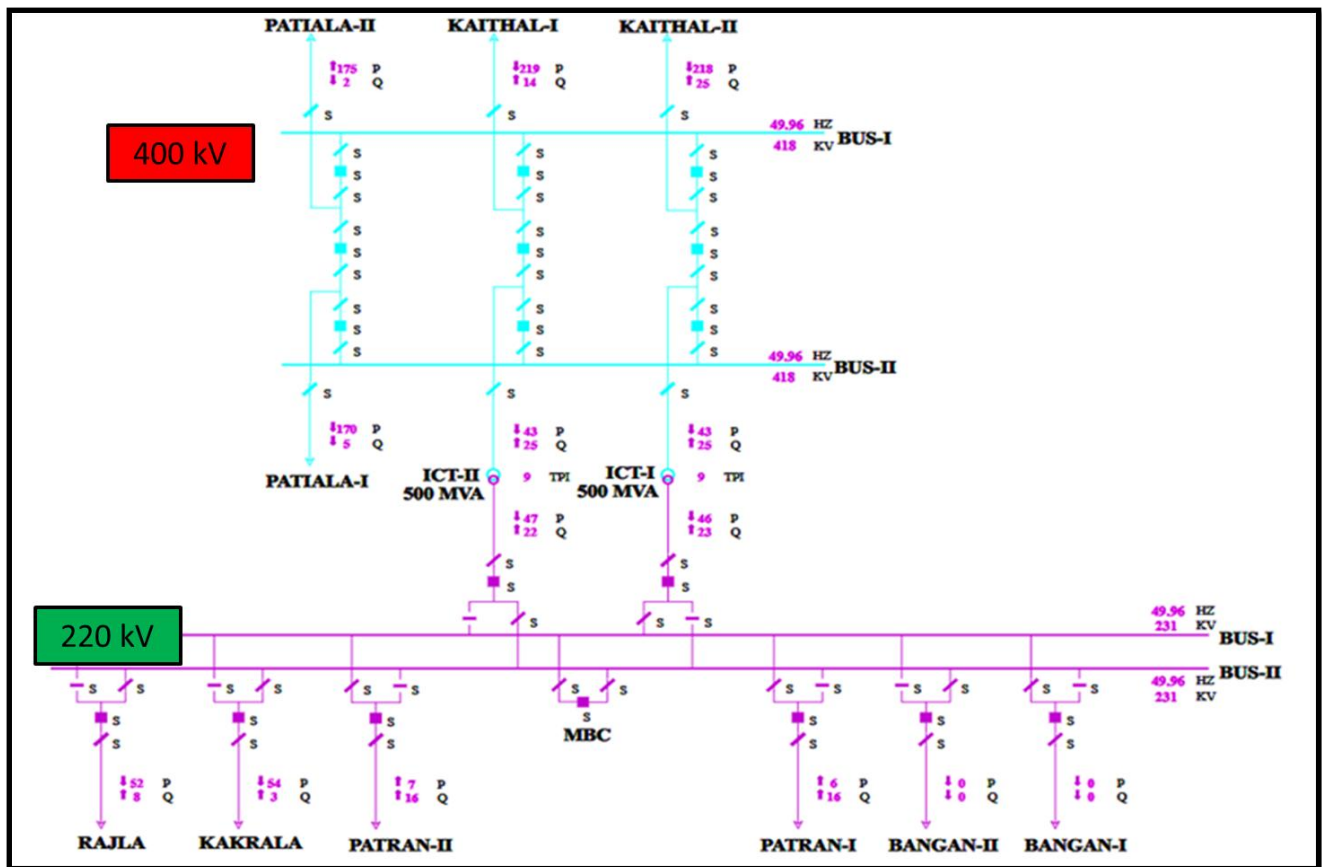 PATIALA-II KAITHAL-I KAITHAL-II
↑175 P ↓219 P ↓218 P
↓2 Q ↑14 Q ↑25 Q
S S S
49.96 HZ
400 kV
BUS-I
418 KV
S S S
S S S
S S S
S S S
S S S
S S S
S S S
S S S
S S S
49.96 HZ
BUS-II
418 KV
S S S
↓170 P ↓43 P ↓43 P
↓5 Q ↑25 Q ↑25 Q
PATIALA-I
ICT-II 9 TPI ICT-I 9 TPI
500 MVA 500 MVA
↓47 P ↓46 P
↑22 Q ↑23 Q
S S
S S
S S
220 kV
49.96 HZ
231 KV
BUS-I
BUS-II
49.96 HZ
231 KV
S S S S S S S S S S S S S S
S S S S S S S
S S S S S S
MBC
↓52 P ↓54 P ↑7 P ↑6 P ↓0 P ↓0 P
↑8 Q ↑3 Q ↑16 Q ↑16 Q ↓0 Q ↓0 Q
RAJLA KAKRALA PATRAN-II PATRAN-I BANGAN-II BANGAN-I